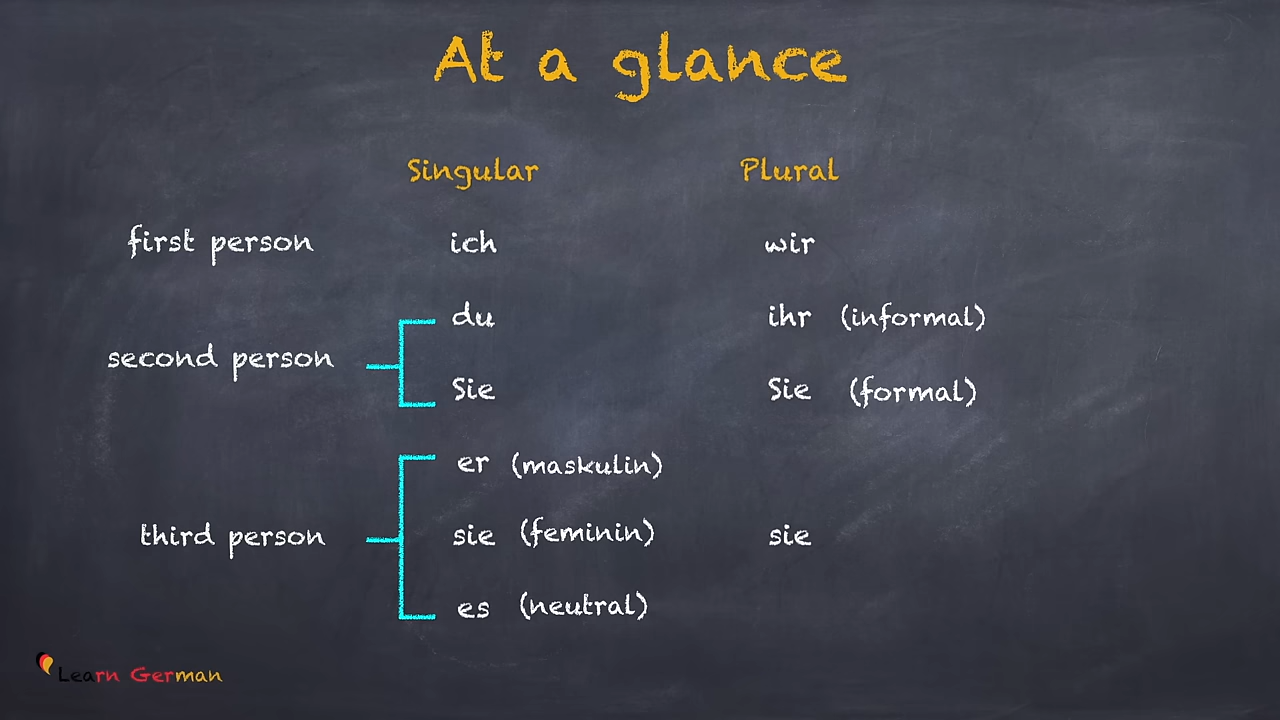 At a glance
Singular Plural
first person ich wir
du ihr (informal)
second person
Sie Sie (formal)
er (maskulin)
third person sie (feminin) sie
es (neutral)
Learn German